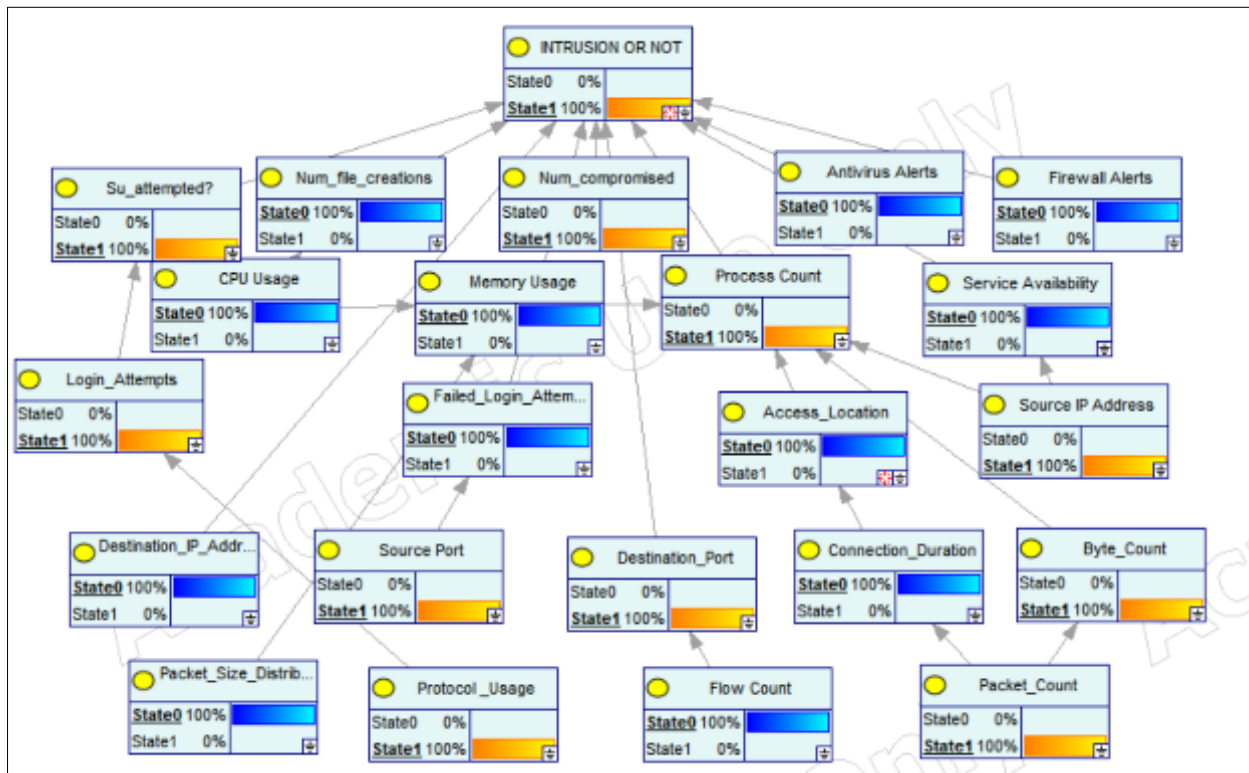 INTRUSION OR NOT
State0 0%
State1 100%
Su_attempted?
State0 0%
State1 100%
Num_file_creations
State0 100%
State1 0%
Num_compromised
State0 0%
State1 100%
Antivirus Alerts
State0 100%
State1 0%
Firewall Alerts
State0 100%
State1 0%
CPU Usage
State0 100%
State1 0%
Memory Usage
State0 100%
State1 0%
Process Count
State0 0%
State1 100%
Service Availability
State0 100%
State1 0%
Login_Attempts
State0 0%
State1 100%
Failed_Login_Attem...
State0 100%
State1 0%
Access_Location
State0 100%
State1 0%
Source IP Address
State0 0%
State1 100%
Destination_IP_Addr...
State0 100%
State1 0%
Source Port
State0 0%
State1 100%
Destination_Port
State0 0%
State1 100%
Connection_Duration
State0 100%
State1 0%
Byte_Count
State0 0%
State1 100%
Packet_Size_Distrib...
State0 100%
State1 0%
Protocol_Usage
State0 0%
State1 100%
Flow Count
State0 100%
State1 0%
Packet_Count
State0 0%
State1 100%